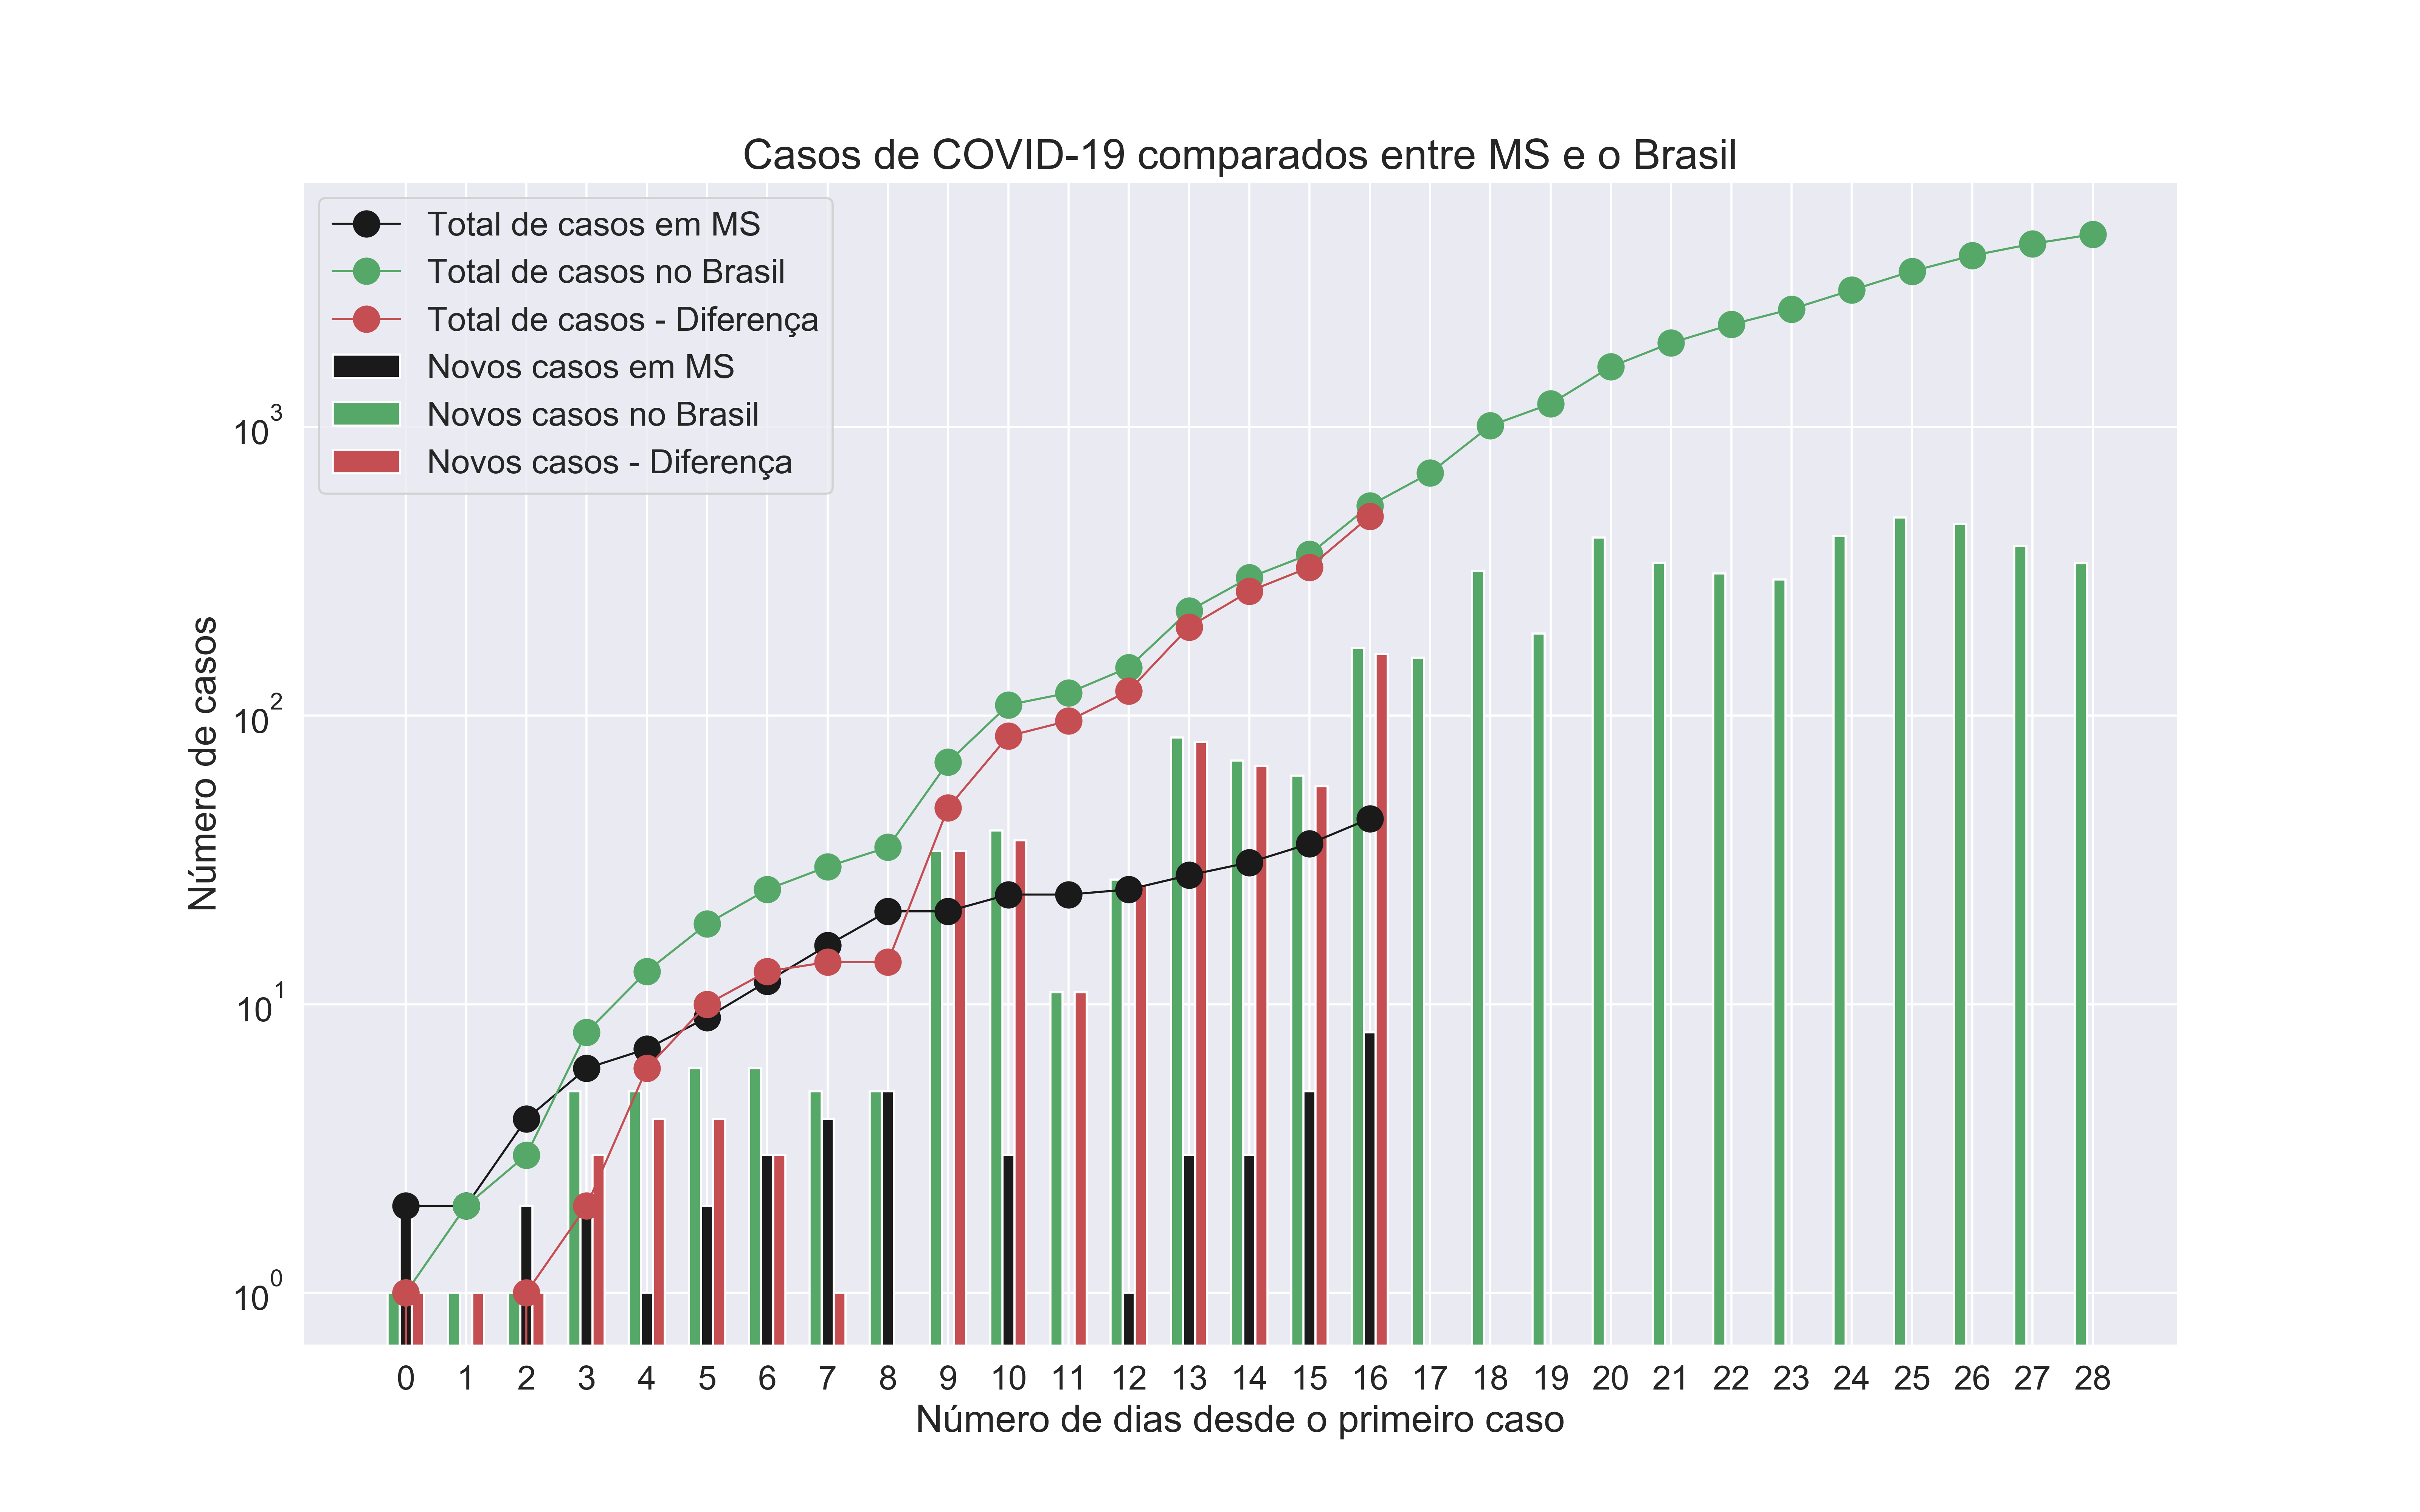 Casos de COVID-19 comparados entre MS e o Brasil
Total de casos em MS
Total de casos no Brasil
Total de casos - Diferença
Novos casos em MS
Novos casos no Brasil
Novos casos - Diferença
10³
10²
10¹
10⁰
Número de casos
0 1 2 3 4 5 6 7 8 9 10 11 12 13 14 15 16 17 18 19 20 21 22 23 24 25 26 27 28
Número de dias desde o primeiro caso